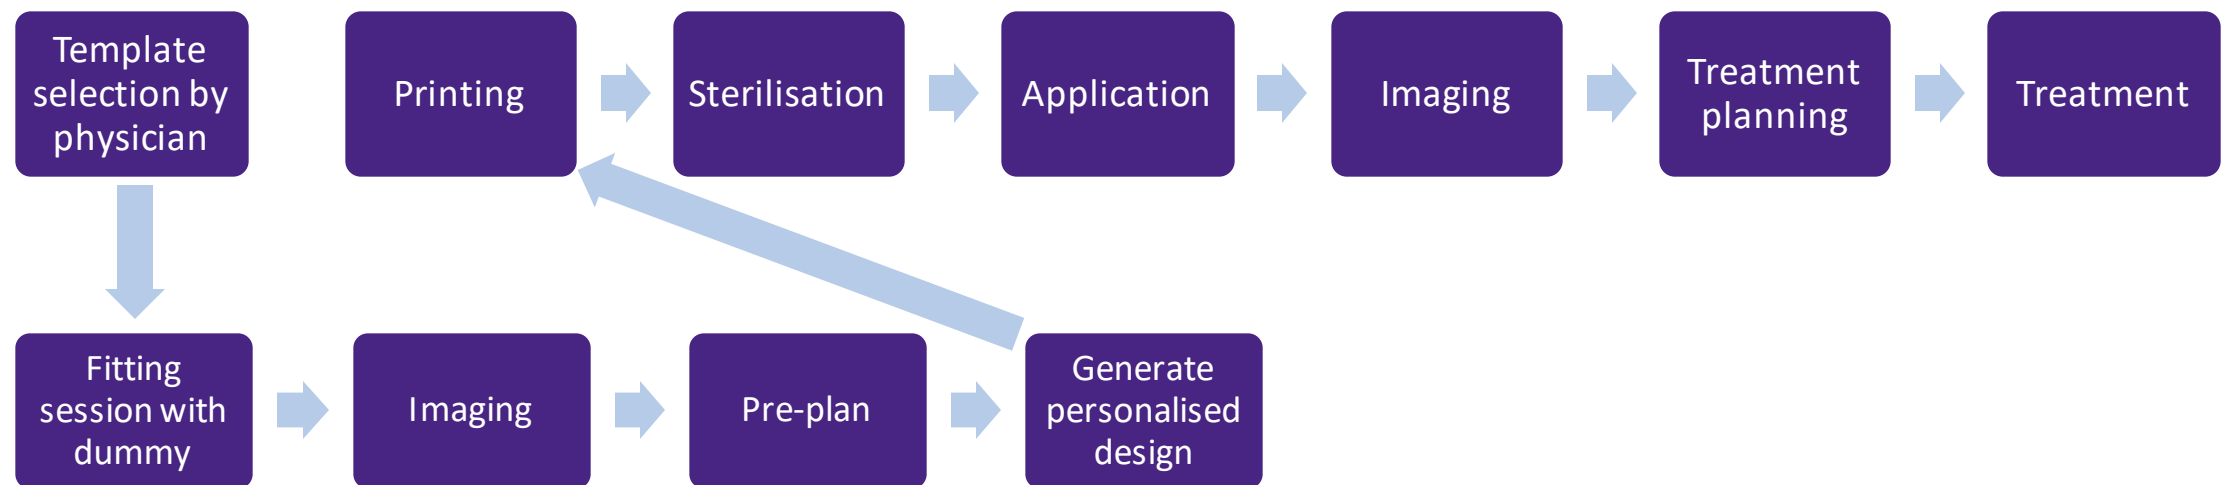 Template
selection by
physician
Printing
Sterilisation
Application
Imaging
Treatment
planning
Treatment
Fitting
session with
dummy
Imaging
Pre-plan
Generate
personalised
design